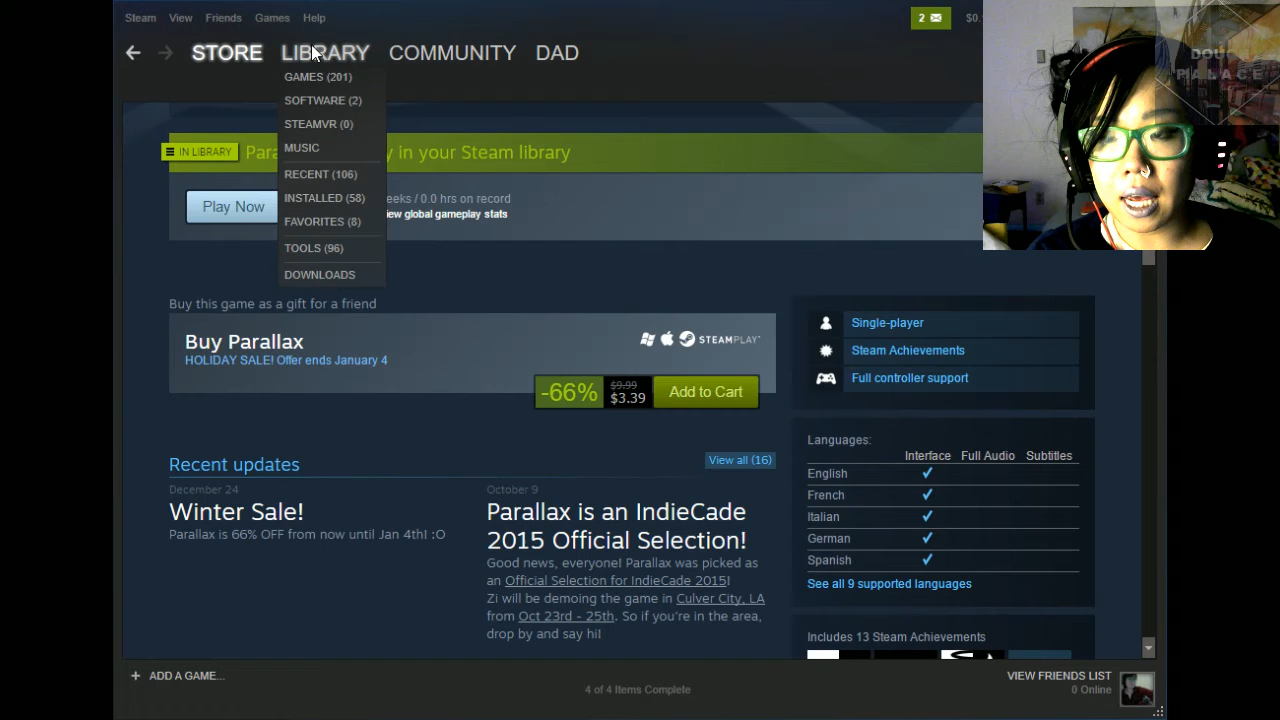 Steam View Friends Games Help
2
$0.
STORE LIBRARY COMMUNITY DAD
GAMES (201)
SOFTWARE (2)
STEAMVR (0)
MUSIC
RECENT (106)
INSTALLED (58)
FAVORITES (8)
TOOLS (96)
DOWNLOADS
DOUG
PALACE
IN LIBRARY
Para y in your Steam library
Play Now
eeks / 0.0 hrs on record
iew global gameplay stats
Buy this game as a gift for a friend
Buy Parallax
HOLIDAY SALE! Offer ends January 4
STEAMPLAY
-66% $9.99 $3.39 Add to Cart
Single-player
Steam Achievements
Full controller support
Languages:
Interface Full Audio Subtitles
English
French
Italian
German
Spanish
See all 9 supported languages
Includes 13 Steam Achievements
Recent updates
View all (16)
December 24
Winter Sale!
Parallax is 66% OFF from now until Jan 4th! :O
October 9
Parallax is an IndieCade
2015 Official Selection!
Good news, everyone! Parallax was picked as
an Official Selection for IndieCade 2015!
Zi will be demoing the game in Culver City, LA
from Oct 23rd - 25th. So if you're in the area,
drop by and say hi!
+ ADD A GAME...
4 of 4 Items Complete
VIEW FRIENDS LIST
0 Online